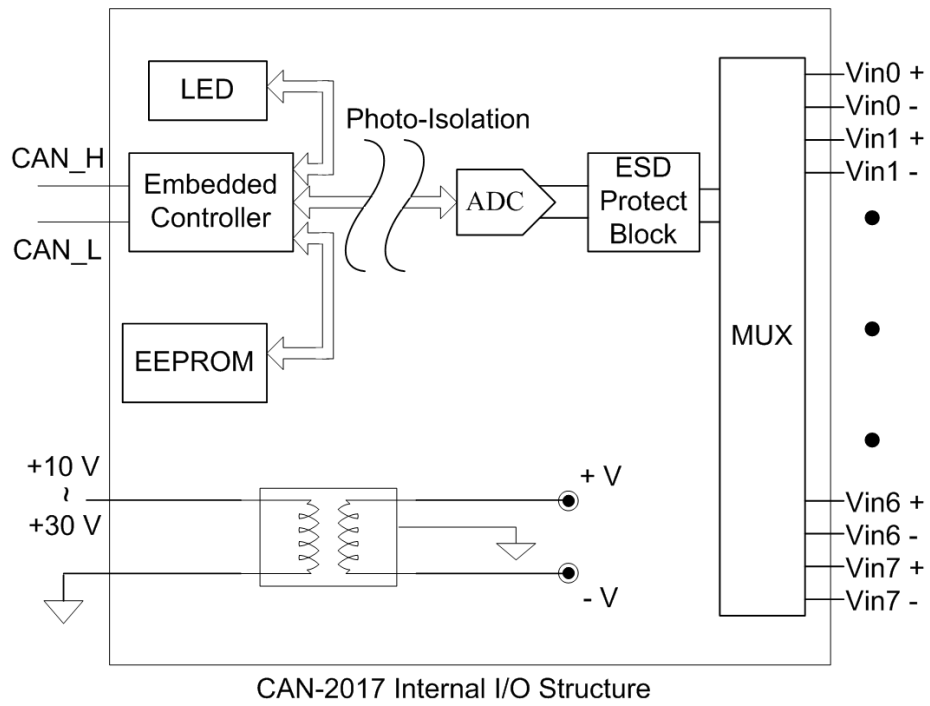 LED
Photo-Isolation
CAN_H
CAN_L
Embedded
Controller
ADC
ESD
Protect
Block
EEPROM
MUX
Vin0 +
Vin0 -
Vin1 +
Vin1 -
Vin6 +
Vin6 -
Vin7 +
Vin7 -
+10 V
~
+30 V
+ V
- V
CAN-2017 Internal I/O Structure